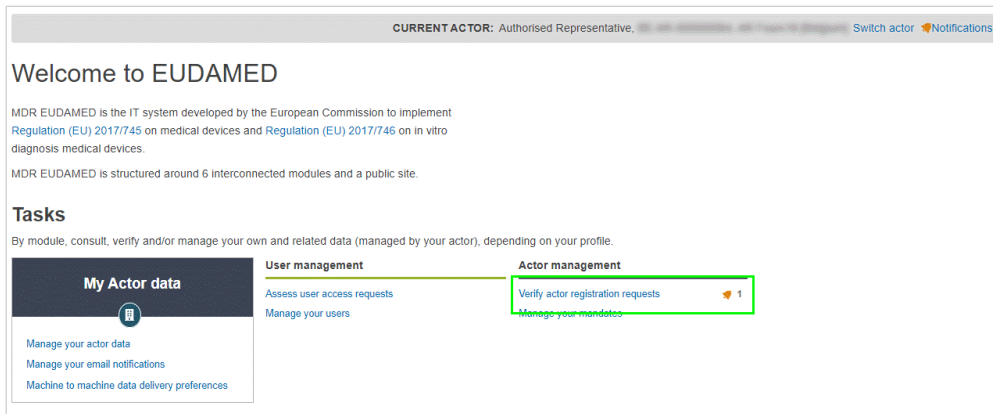 CURRENT ACTOR: Authorised Representative, Switch actor Notifications
Welcome to EUDAMED
MDR EUDAMED is the IT system developed by the European Commission to implement
Regulation (EU) 2017/745 on medical devices and Regulation (EU) 2017/746 on in vitro
diagnosis medical devices.
MDR EUDAMED is structured around 6 interconnected modules and a public site.
Tasks
By module, consult, verify and/or manage your own and related data (managed by your actor), depending on your profile.
My Actor data
Manage your actor data
Manage your email notifications
Machine to machine data delivery preferences
User management
Assess user access requests
Manage your users
Actor management
Verify actor registration requests 1
Manage your mandates